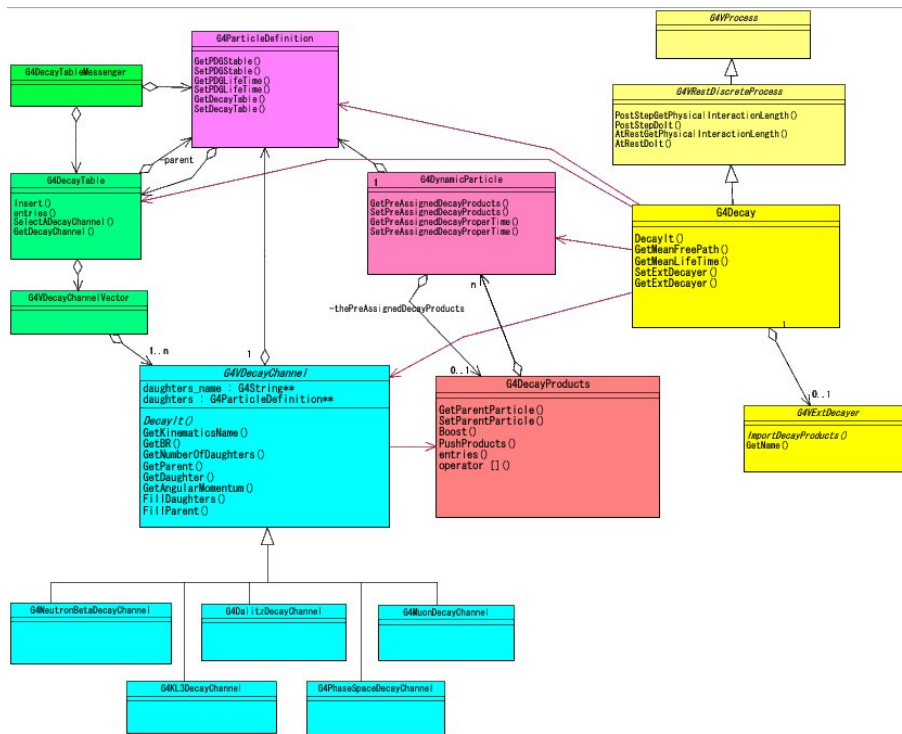 G4ParticleDefinition
GetPDGStable()
SetPDGStable()
GetPDGLifeTime()
SetPDGLifeTime()
GetDecayTable()
SetDecayTable()
G4VProcess
G4DecayTableMessenger
G4VRestDiscreteProcess
PostStepGetPhysicalInteractionLength()
PostStepDoIt()
AtRestGetPhysicalInteractionLength()
AtRestDoIt()
-parent
G4DecayTable
Insert()
entries()
SelectADecayChannel()
GetDecayChannel()
1
G4DynamicParticle
GetPreAssignedDecayProducts()
SetPreAssignedDecayProducts()
GetPreAssignedDecayProperTime()
SetPreAssignedDecayProperTime()
G4Decay
DecayIt()
GetMeanFreePath()
GetMeanLifeTime()
SetExtDecayer()
GetExtDecayer()
G4VDecayChannelVector
n
-thePreAssignedDecayProducts
1
1..n
1
0..1
0..1
G4VDecayChannel
daughters_name : G4String**
daughters : G4ParticleDefinition**
DecayIt()
GetKinematicsName()
GetBR()
GetNumberOfDaughters()
GetParent()
GetDaughter()
GetAngularMomentum()
FillDaughters()
FillParent()
G4DecayProducts
GetParentParticle()
SetParentParticle()
Boost()
PushProducts()
entries()
operator []()
G4VExtDecayer
ImportDecayProducts()
GetName()
G4NeutronBetaDecayChannel
G4DalitzDecayChannel
G4MuonDecayChannel
G4KL3DecayChannel
G4PhaseSpaceDecayChannel